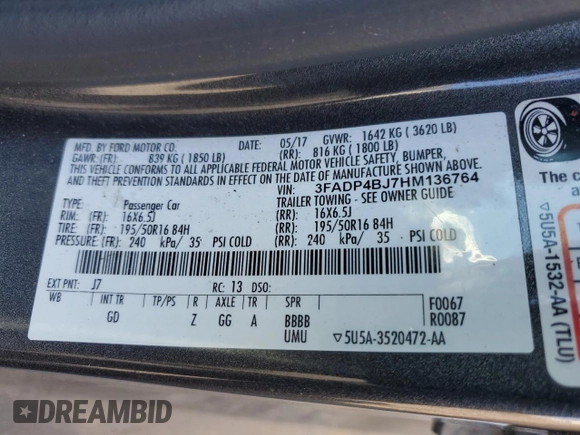 MFD. BY FORD MOTOR CO. DATE: 05/17 GVWR: 1642 KG ( 3620 LB)
GAWR: (FR): 839 KG ( 1850 LB) (RR): 816 KG ( 1800 LB)
THIS VEHICLE CONFORMS TO ALL APPLICABLE FEDERAL MOTOR VEHICLE SAFETY, BUMPER,
AND THEFT PREVENTION STANDARDS IN EFFECT ON THE DATE OF MANUFACTURE SHOWN ABOVE.
VIN: 3FADP4BJ7HM136764
TYPE: Passenger Car TRAILER TOWING - SEE OWNER GUIDE
RIM: (FR): 16X6.5J (RR): 16X6.5J
TIRE: (FR): 195/50R16 84H (RR): 195/50R16 84H
PRESSURE: (FR): 240 kPa/ 35 PSI COLD (RR): 240 kPa/ 35 PSI COLD
EXT PNT: J7 RC: 13 DSO:
WB INT TR TP/PS R AXLE TR SPR F0067
GD Z GG A BBBB R0087
UMU 5U5A-3520472-AA
The c
5U5A-1532-AA (TLU)
DREAMBID
DreamBid.com